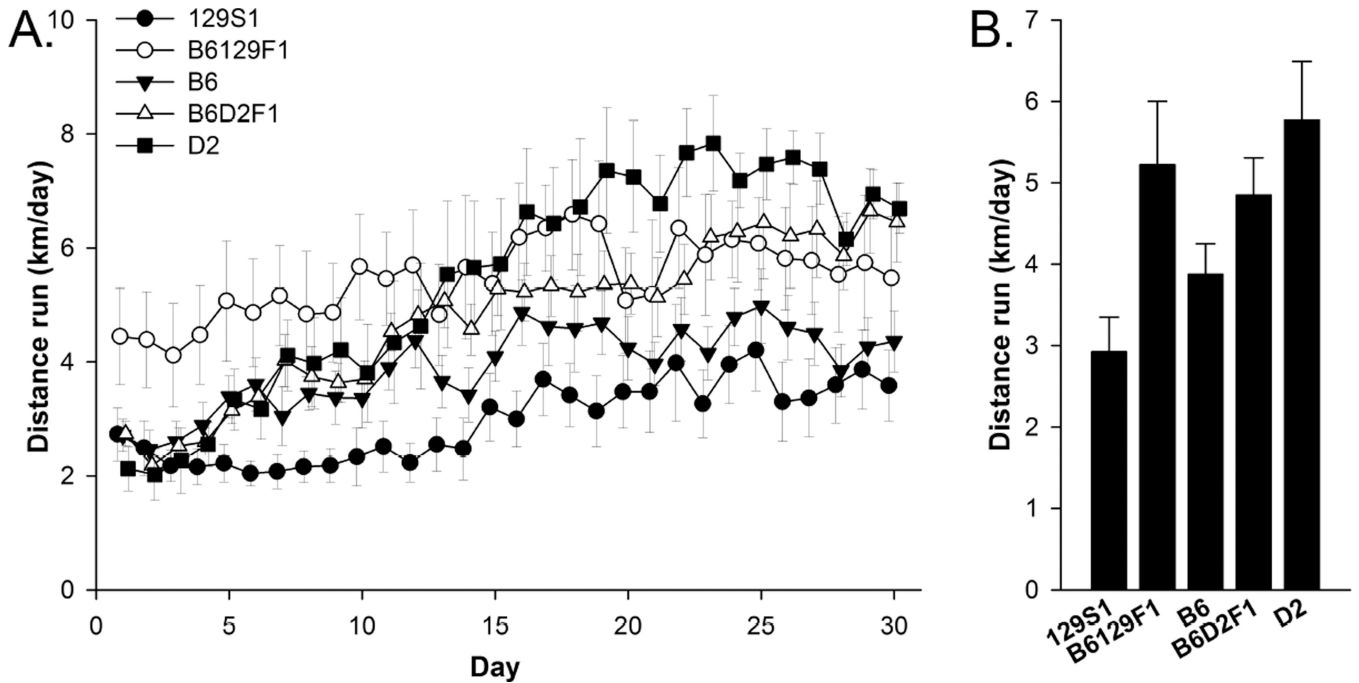 A.
129S1
B6129F1
B6
B6D2F1
D2
Distance run (km/day)
10
8
6
4
2
0
0 5 10 15 20 25 30
Day
B.
Distance run (km/day)
7
6
5
4
3
2
1
0
129S1 B6129F1 B6 B6D2F1 D2